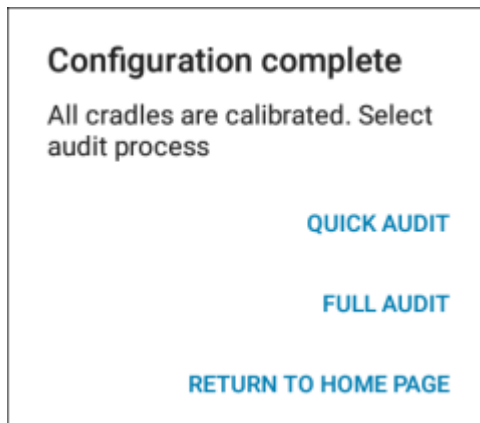 Configuration complete
All cradles are calibrated. Select
audit process
QUICK AUDIT
FULL AUDIT
RETURN TO HOME PAGE